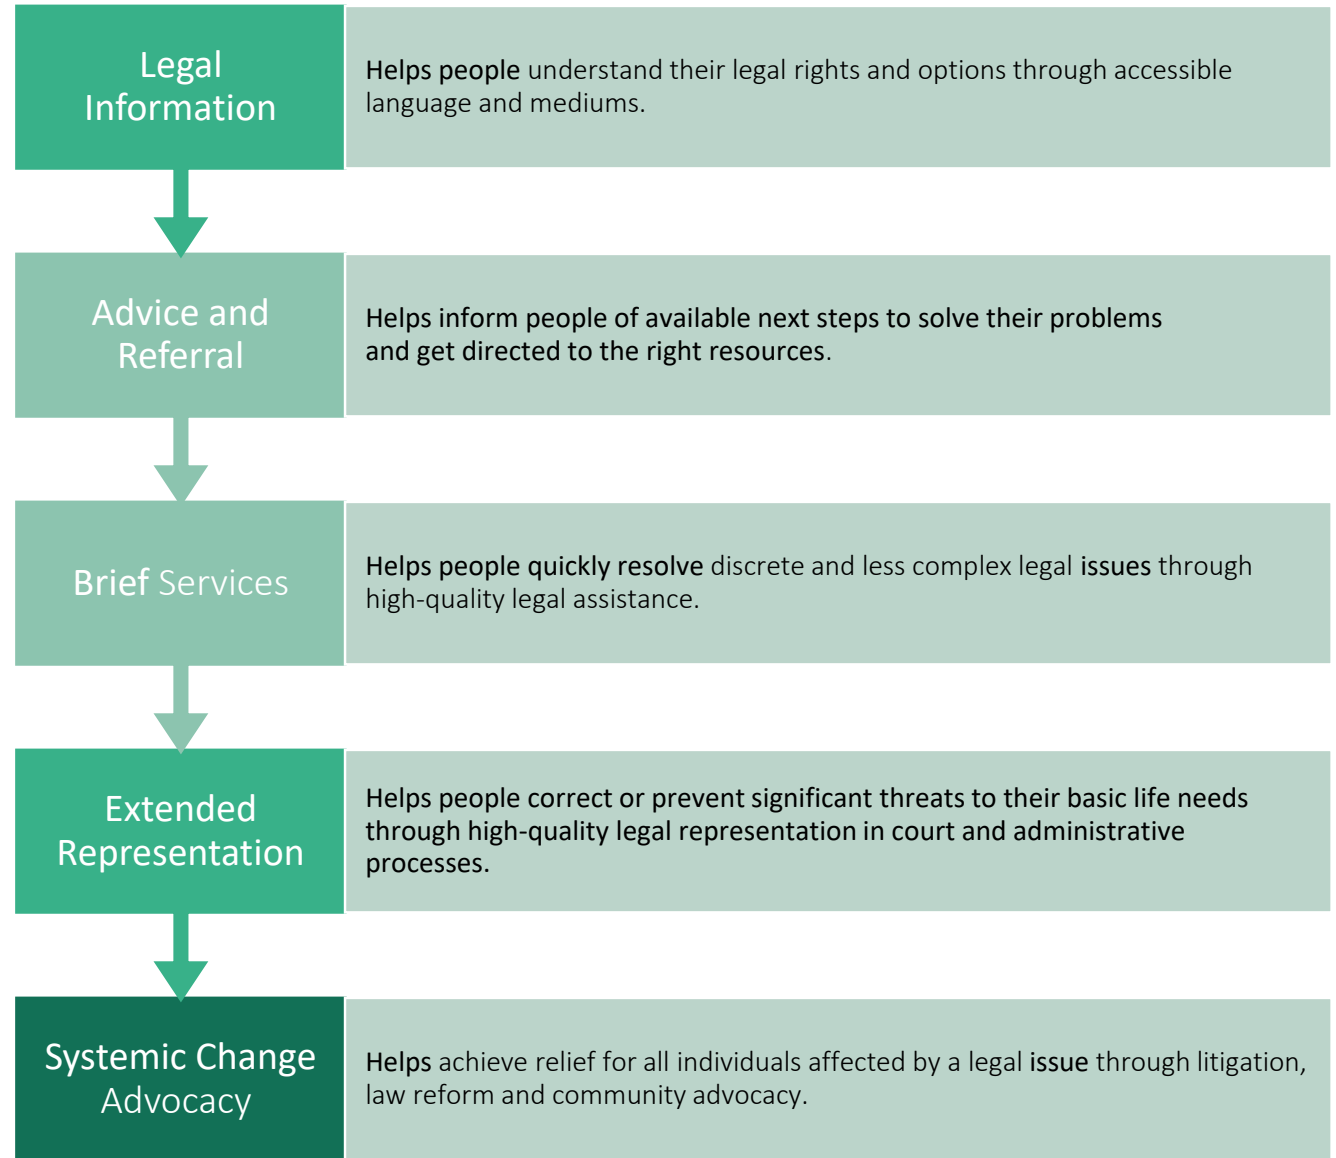 Legal
Information
Helps people understand their legal rights and options through accessible
language and mediums.
Advice and
Referral
Helps inform people of available next steps to solve their problems
and get directed to the right resources.
Brief Services
Helps people quickly resolve discrete and less complex legal issues through
high-quality legal assistance.
Extended
Representation
Helps people correct or prevent significant threats to their basic life needs
through high-quality legal representation in court and administrative
processes.
Systemic Change
Advocacy
Helps achieve relief for all individuals affected by a legal issue through litigation,
law reform and community advocacy.